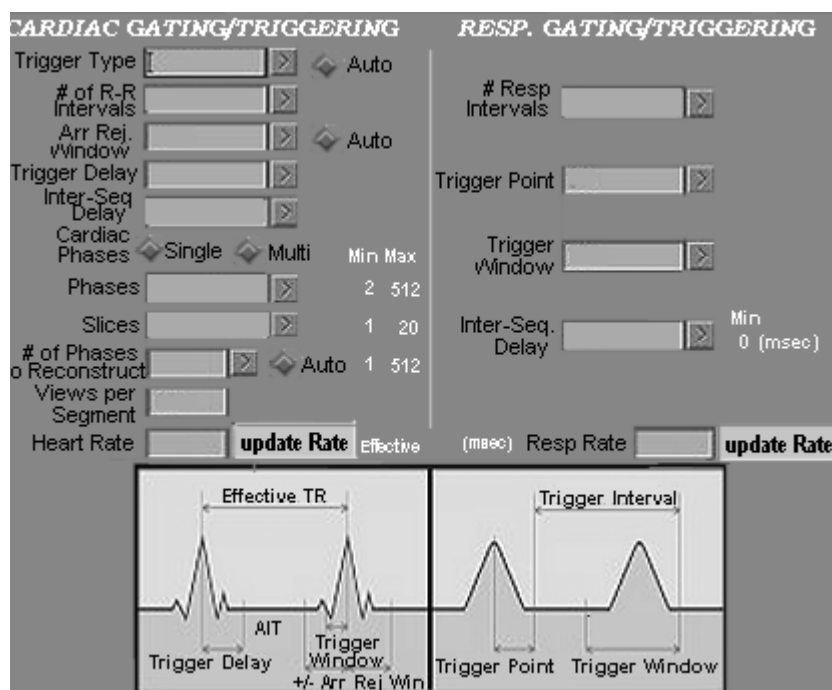 CARDIAC GATING/TRIGGERING
Trigger Type
Auto
# of R-R
Intervals
Arr Rej.
Window
Auto
Trigger Delay
Inter-Seq
Delay
Cardiac
Phases
Single
Multi
Min Max
Phases
2 512
Slices
1 20
# of Phases
o Reconstruct
Auto
1 512
Views per
Segment
Heart Rate
update Rate
Effective
RESP. GATING/TRIGGERING
# Resp
Intervals
Trigger Point
Trigger
Window
Inter-Seq.
Delay
Min
0 (msec)
(msec)
Resp Rate
update Rate
Effective TR
AIT
Trigger Delay
Trigger
Window
+/- Arr Rej Win
Trigger Interval
Trigger Point
Trigger Window